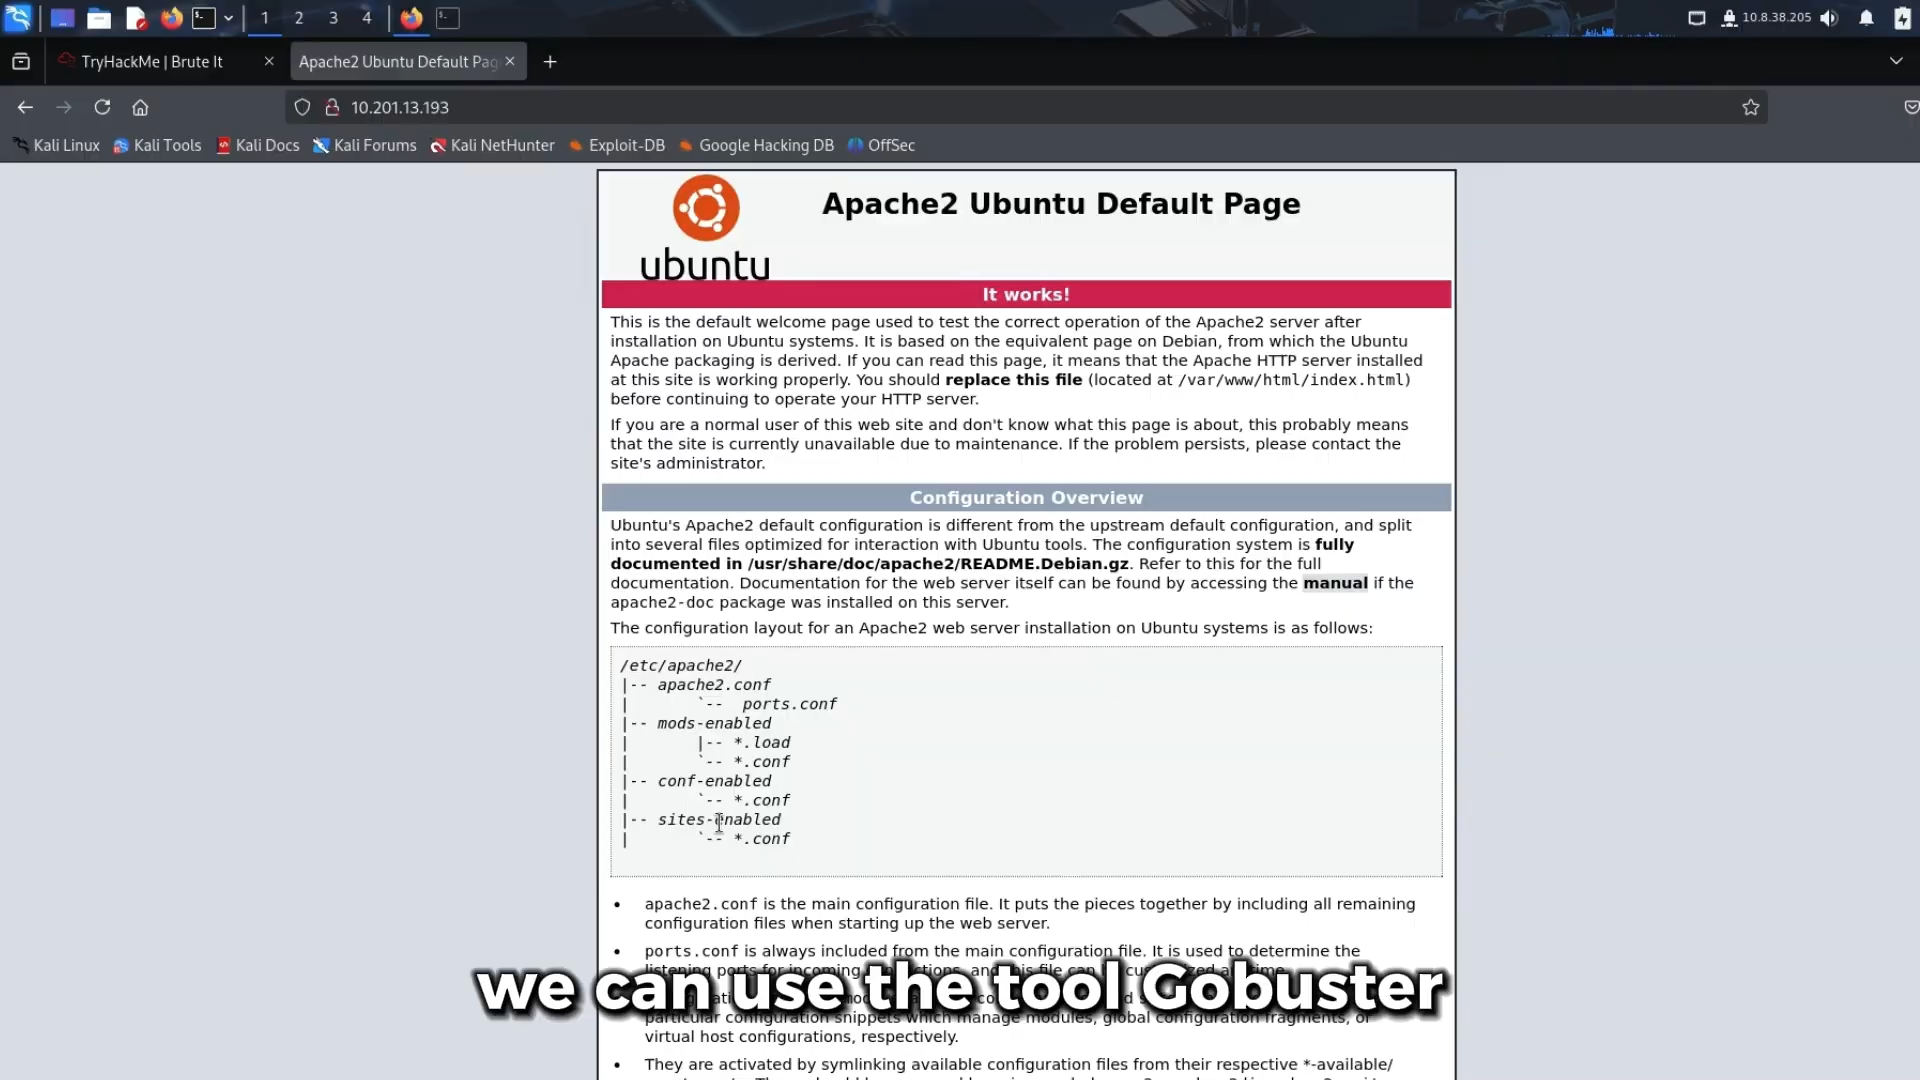 1 2 3 4 10.8.38.205
TryHackMe | Brute It
Apache2 Ubuntu Default Pag
10.201.13.193
Kali Linux Kali Tools Kali Docs Kali Forums Kali NetHunter Exploit-DB Google Hacking DB OffSec
ubuntu
Apache2 Ubuntu Default Page
It works!
This is the default welcome page used to test the correct operation of the Apache2 server after
installation on Ubuntu systems. It is based on the equivalent page on Debian, from which the Ubuntu
Apache packaging is derived. If you can read this page, it means that the Apache HTTP server installed
at this site is working properly. You should replace this file (located at /var/www/html/index.html)
before continuing to operate your HTTP server.
If you are a normal user of this web site and don't know what this page is about, this probably means
that the site is currently unavailable due to maintenance. If the problem persists, please contact the
site's administrator.
Configuration Overview
Ubuntu's Apache2 default configuration is different from the upstream default configuration, and split
into several files optimized for interaction with Ubuntu tools. The configuration system is fully
documented in /usr/share/doc/apache2/README.Debian.gz. Refer to this for the full
documentation. Documentation for the web server itself can be found by accessing the manual if the
apache2-doc package was installed on this server.
The configuration layout for an Apache2 web server installation on Ubuntu systems is as follows:
/etc/apache2/
|-- apache2.conf
|       `--  ports.conf
|-- mods-enabled
|       |-- *.load
|       `-- *.conf
|-- conf-enabled
|       `-- *.conf
|-- sites-enabled
|       `-- *.conf
• apache2.conf is the main configuration file. It puts the pieces together by including all remaining
configuration files when starting up the web server.
• ports.conf is always included from the main configuration file. It is used to determine the
listening ports for incoming
we can use the tool Gobuster
particular configuration snippets which manage modules, global configuration fragments, or
virtual host configurations, respectively.
• They are activated by symlinking available configuration files from their respective *-available/